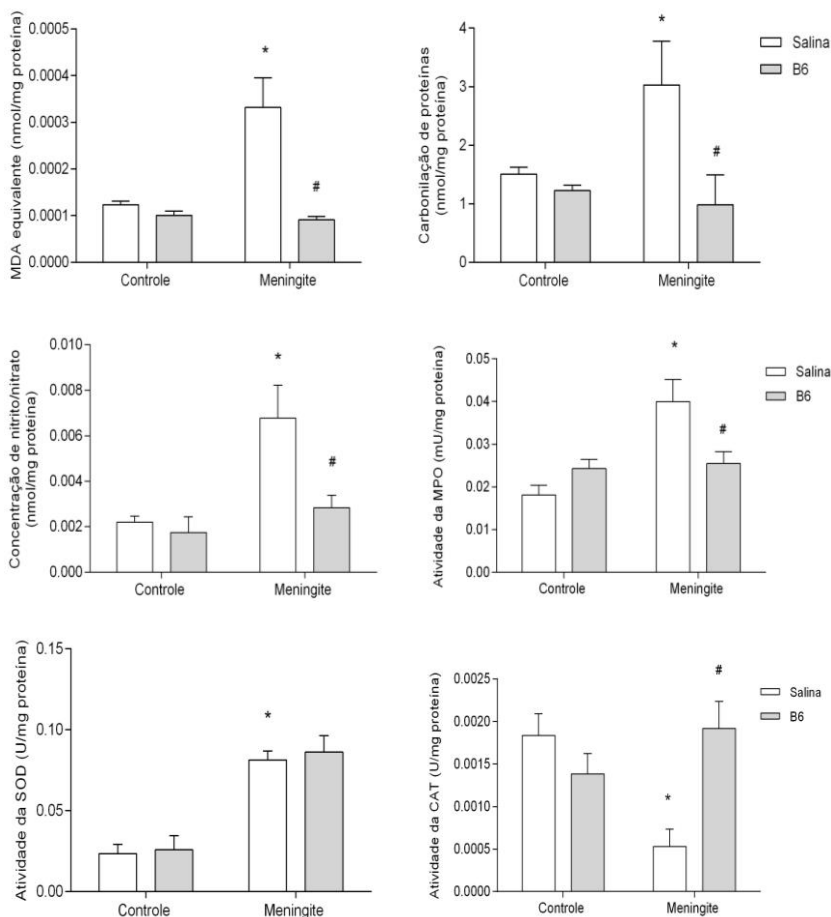 MDA equivalente (nmol/mg proteína)
0.0005
0.0004
0.0003
0.0002
0.0001
0.0000
*
#
Controle
Meningite
Carbonilação de proteínas
(nmol/mg proteína)
4
3
2
1
0
*
#
Controle
Meningite
Salina
B6
Concentração de nitrito/nitrato
(nmol/mg proteína)
0.010
0.008
0.006
0.004
0.002
0.000
*
#
Controle
Meningite
Atividade da MPO (mU/mg proteína)
0.05
0.04
0.03
0.02
0.01
0.00
*
#
Controle
Meningite
Salina
B6
Atividade da SOD (U/mg proteína)
0.15
0.10
0.05
0.00
*
Controle
Meningite
Atividade da CAT (U/mg proteína)
0.0025
0.0020
0.0015
0.0010
0.0005
0.0000
*
#
Controle
Meningite
Salina
B6